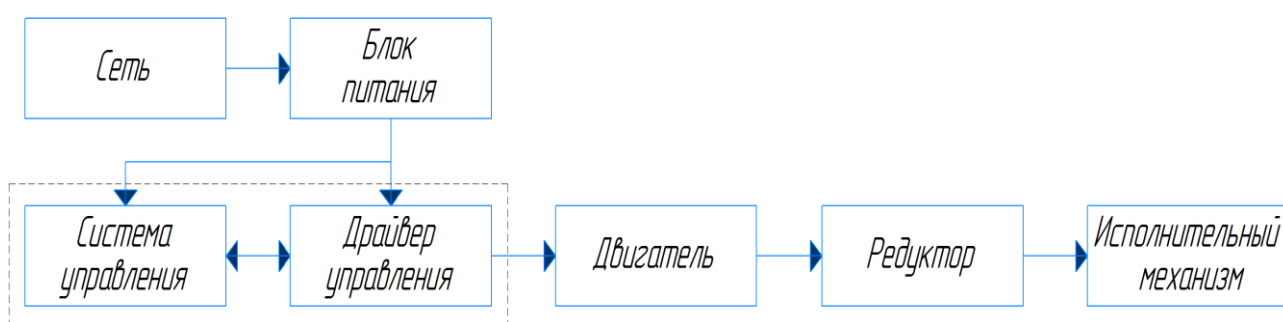 Сеть
Блок
питания
Система
управления
Драйвер
управления
Двигатель
Редуктор
Исполнительный
механизм